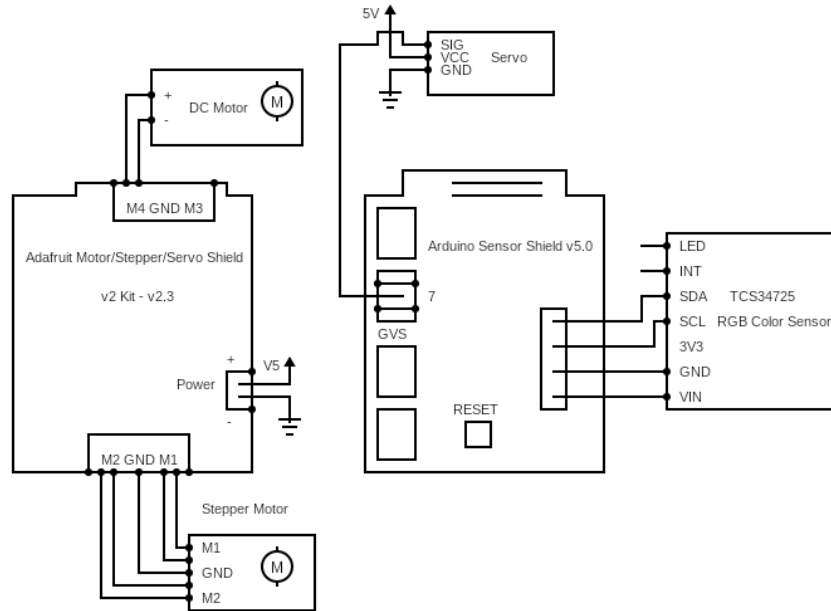 5V
SIG
VCC
GND
Servo
+
-
DC Motor
M
M4 GND M3
Adafruit Motor/Stepper/Servo Shield
v2 Kit - v2.3
+
V5
Power
-
M2 GND M1
Stepper Motor
M1
GND
M2
M
Arduino Sensor Shield v5.0
7
GVS
RESET
LED
INT
SDA
TCS34725
SCL
RGB Color Sensor
3V3
GND
VIN